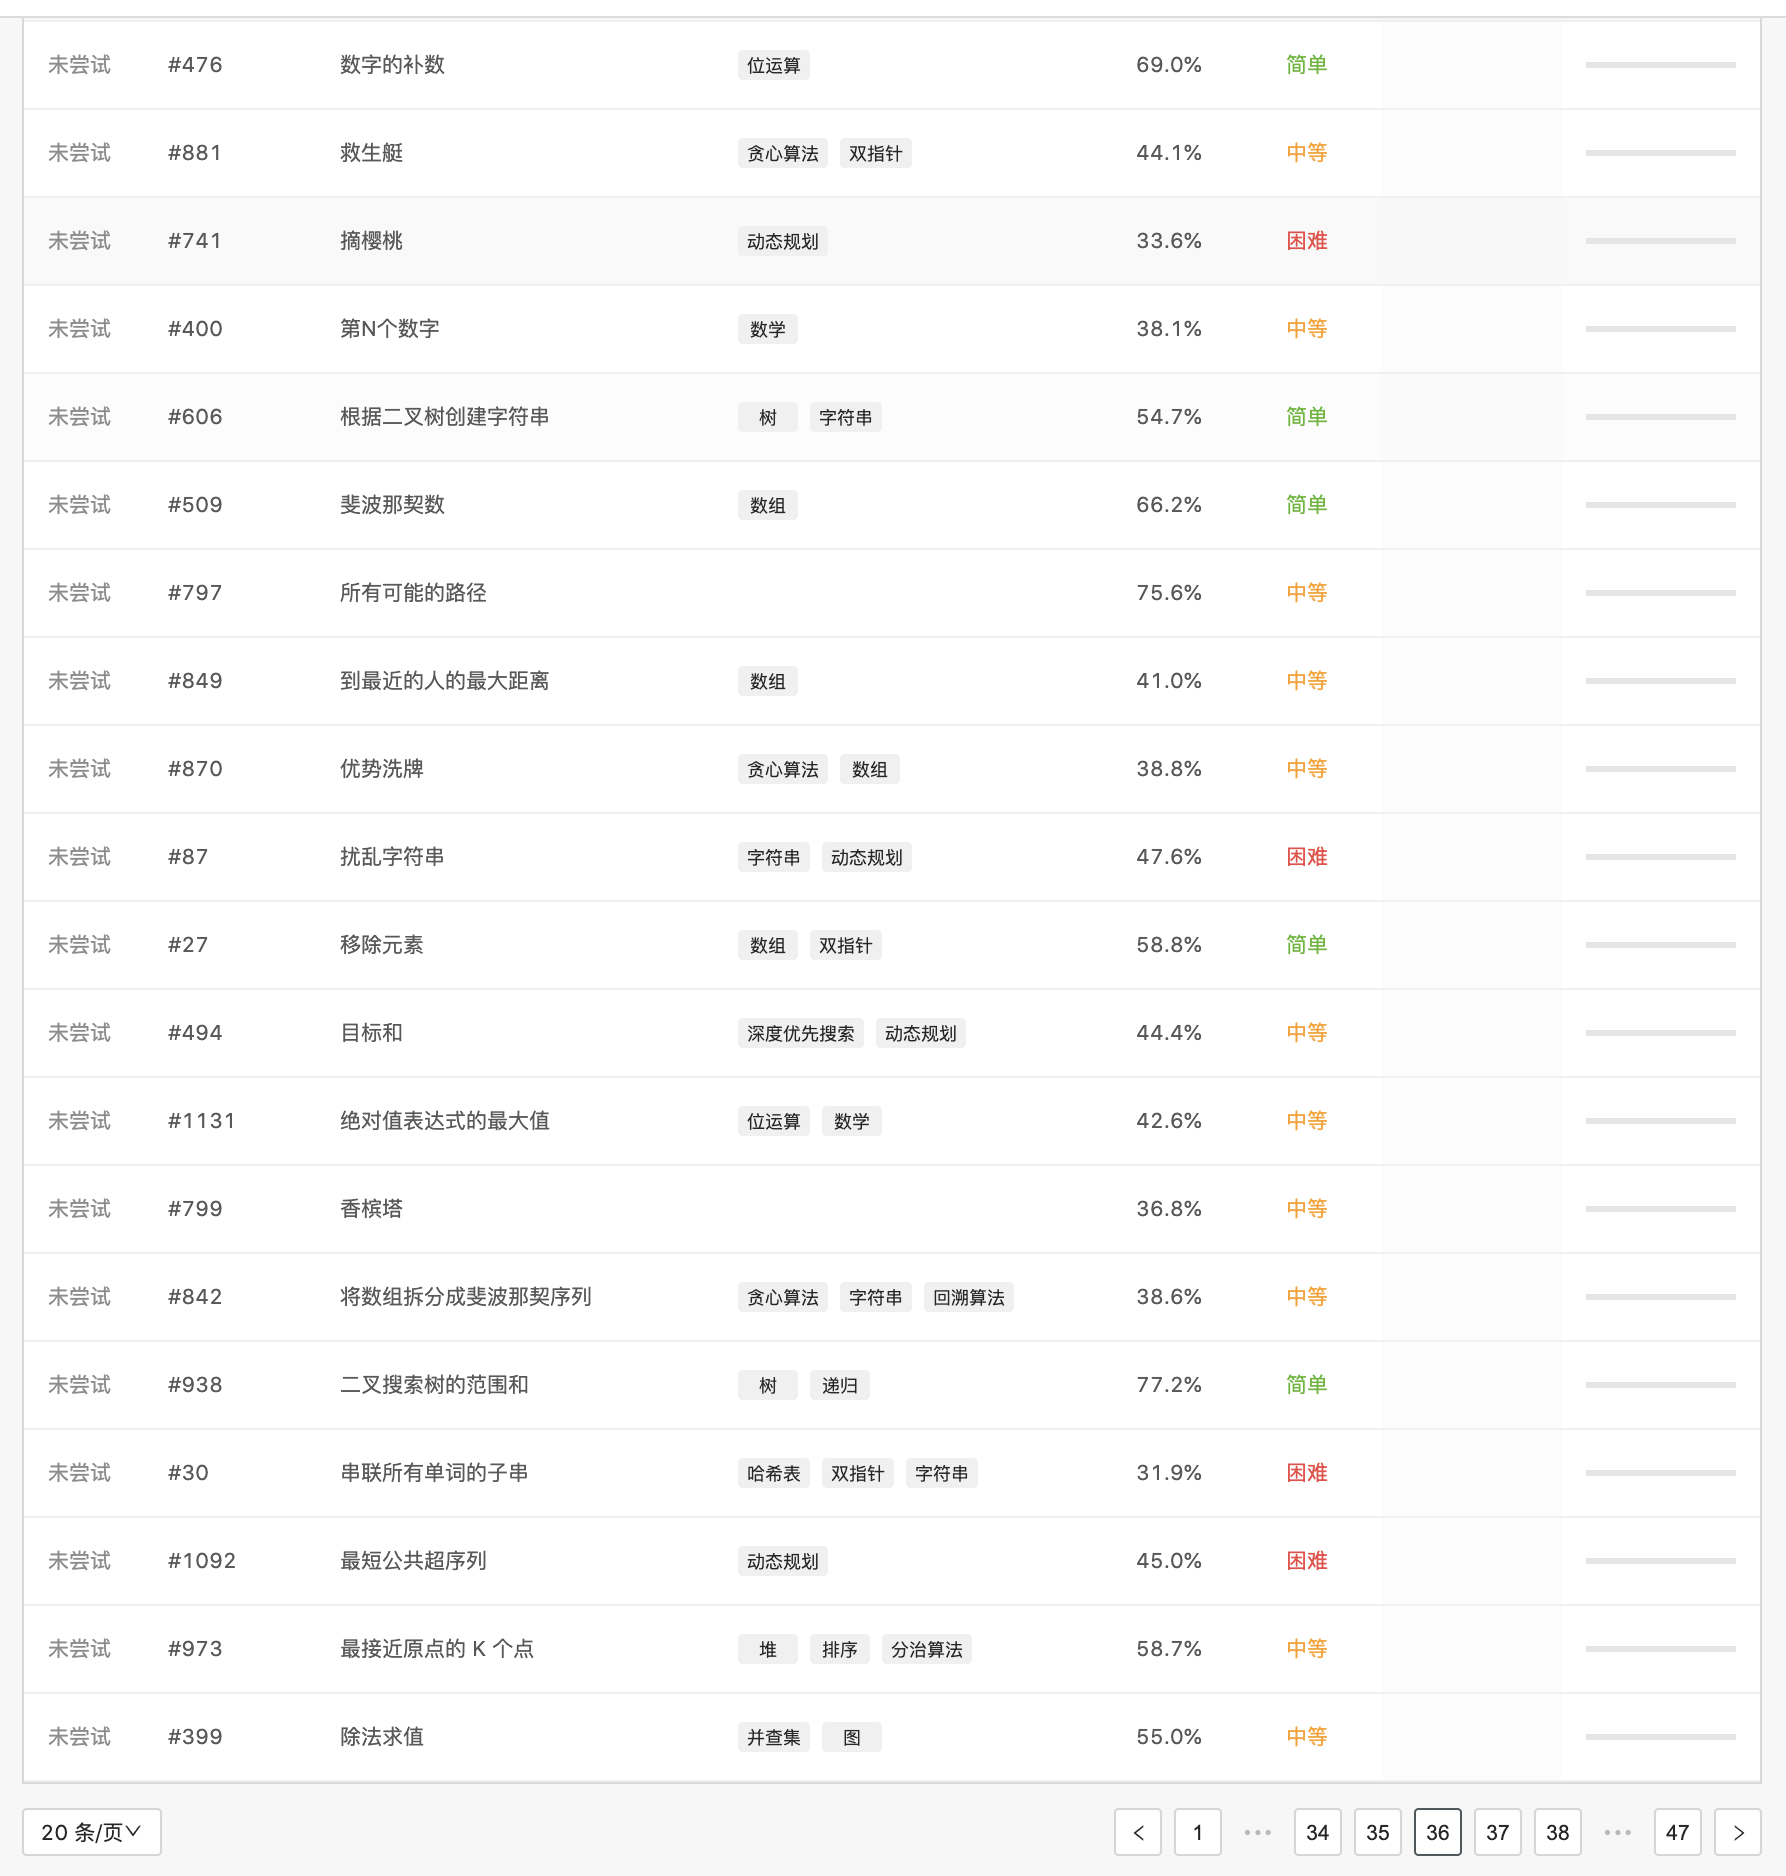 未尝试 #476 数字的补数 位运算 69.0% 简单
未尝试 #881 救生艇 贪心算法 双指针 44.1% 中等
未尝试 #741 摘樱桃 动态规划 33.6% 困难
未尝试 #400 第N个数字 数学 38.1% 中等
未尝试 #606 根据二叉树创建字符串 树 字符串 54.7% 简单
未尝试 #509 斐波那契数 数组 66.2% 简单
未尝试 #797 所有可能的路径 75.6% 中等
未尝试 #849 到最近的人的最大距离 数组 41.0% 中等
未尝试 #870 优势洗牌 贪心算法 数组 38.8% 中等
未尝试 #87 扰乱字符串 字符串 动态规划 47.6% 困难
未尝试 #27 移除元素 数组 双指针 58.8% 简单
未尝试 #494 目标和 深度优先搜索 动态规划 44.4% 中等
未尝试 #1131 绝对值表达式的最大值 位运算 数学 42.6% 中等
未尝试 #799 香槟塔 36.8% 中等
未尝试 #842 将数组拆分成斐波那契序列 贪心算法 字符串 回溯算法 38.6% 中等
未尝试 #938 二叉搜索树的范围和 树 递归 77.2% 简单
未尝试 #30 串联所有单词的子串 哈希表 双指针 字符串 31.9% 困难
未尝试 #1092 最短公共超序列 动态规划 45.0% 困难
未尝试 #973 最接近原点的 K 个点 堆 排序 分治算法 58.7% 中等
未尝试 #399 除法求值 并查集 图 55.0% 中等
20 条/页 < 1 ••• 34 35 36 37 38 ••• 47 >